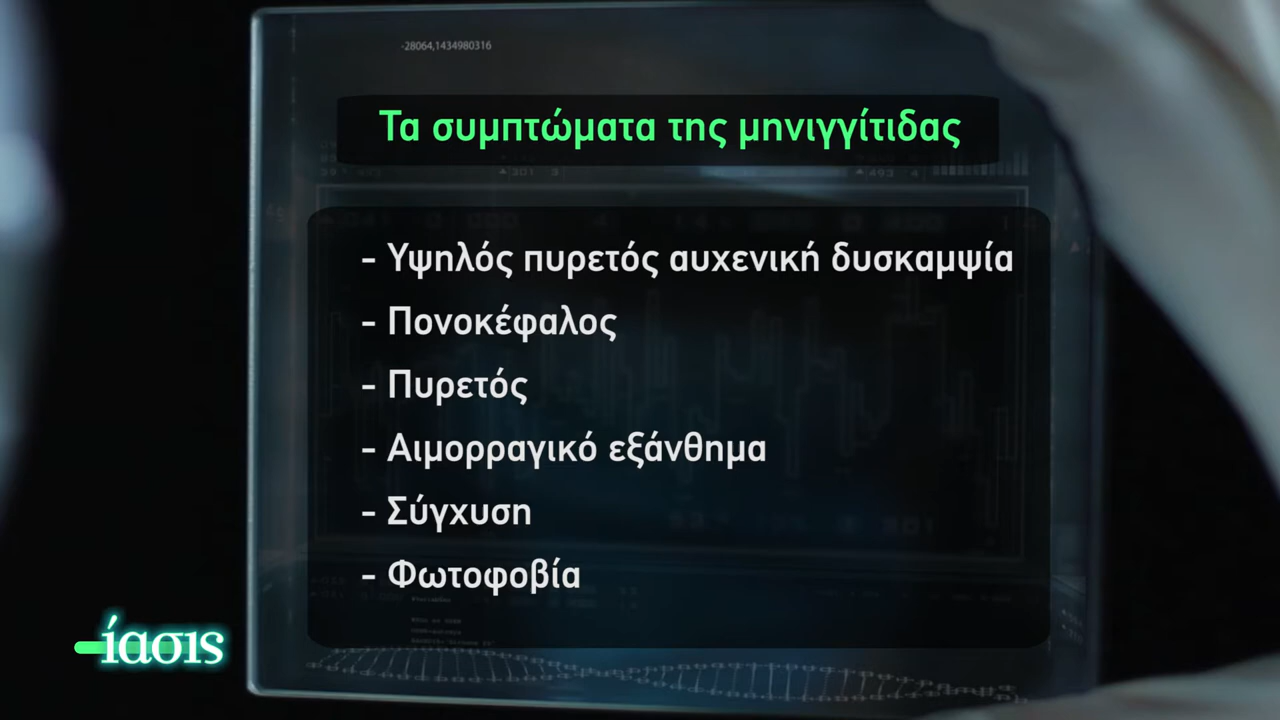 -28064,1434980316
Τα συμπτώματα της μηνιγγίτιδας
- Υψηλός πυρετός αυχενική δυσκαμψία
- Πονοκέφαλος
- Πυρετός
- Αιμορραγικό εξάνθημα
- Σύγχυση
- Φωτοφοβία
ίασις